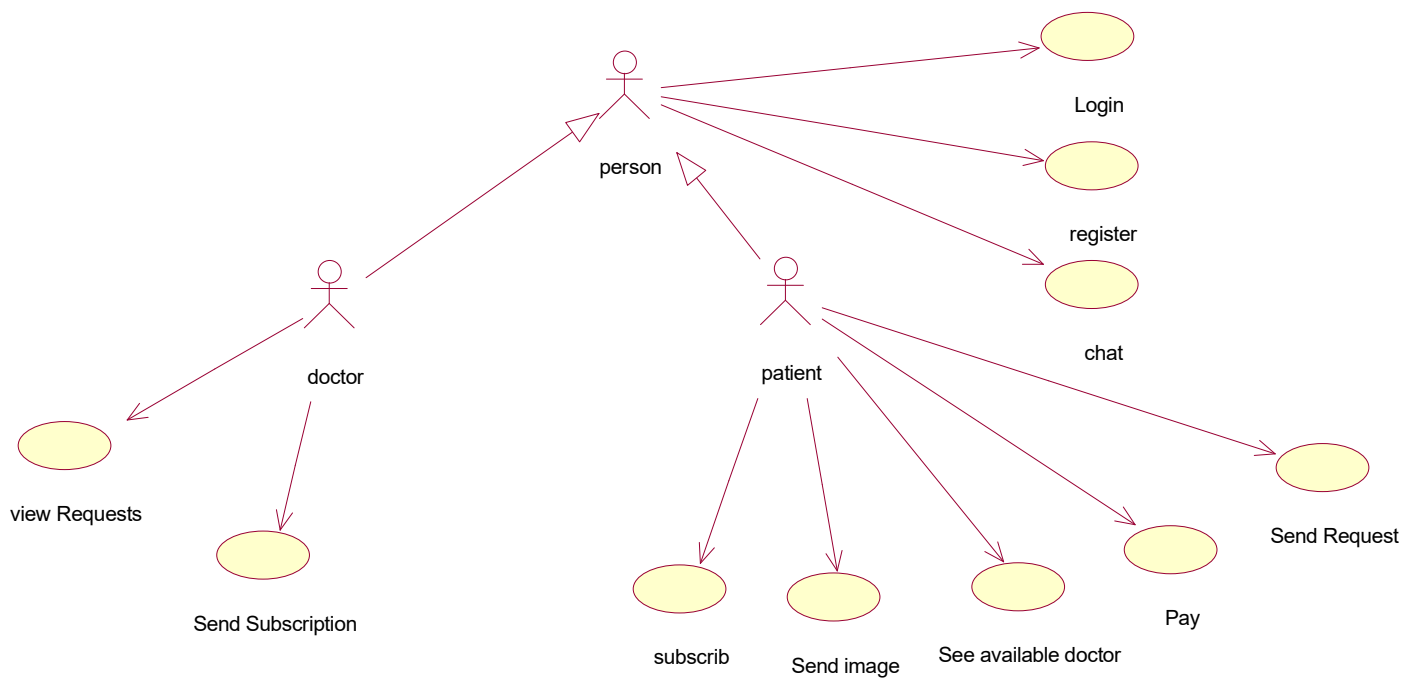 Login
person
register
chat
doctor
patient
view Requests
Send Request
Send Subscription
Pay
subscrib
Send image
See available doctor